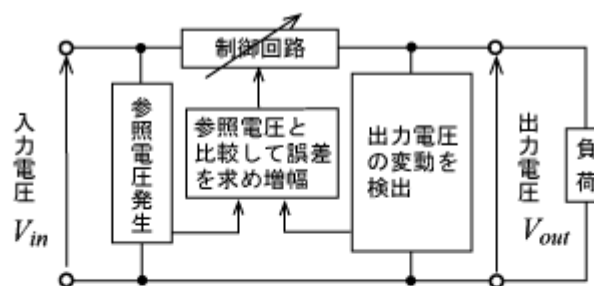 制御回路
入力電圧
Vin
参照電圧発生
参照電圧と
比較して誤差
を求め増幅
出力電圧
の変動を
検出
出力電圧
Vout
負荷